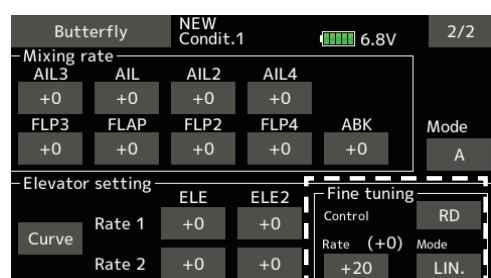 Butterfly NEW Condit.1 6.8V 2/2
Mixing rate
AIL3 AIL AIL2 AIL4
+0 +0 +0 +0
FLP3 FLAP FLP2 FLP4 ABK Mode
+0 +0 +0 +0 +0 A
Elevator setting
ELE ELE2
Curve
Rate 1 +0 +0
Rate 2 +0 +0
Fine tuning
Control RD
Rate (+0) Mode
+20 LIN.